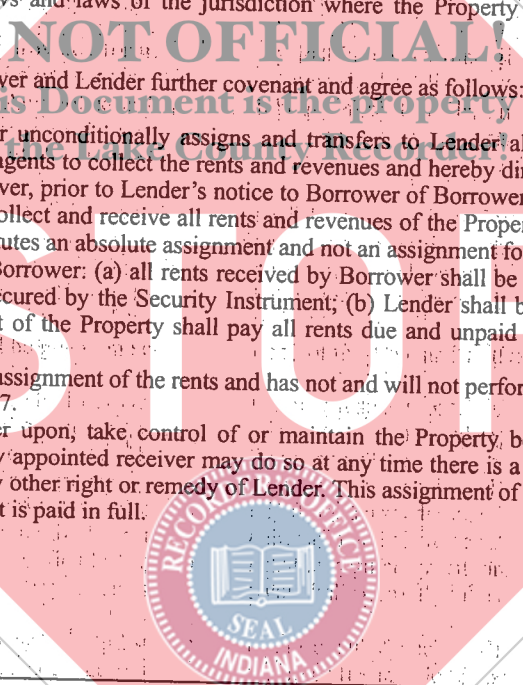 ws and laws of the jurisdiction where the Property
NOT OFFICIAL!
wer and Lender further covenant and agree as follows:
is Document is the property
r unconditionally assigns and transfers to Lender al
the Lake County Recorder!
agents to collect the rents and revenues and hereby dir
ver, prior to Lender's notice to Borrower of Borrower
ollect and receive all rents and revenues of the Proper
utes an absolute assignment and not an assignment fo
Borrower: (a) all rents received by Borrower shall be
ecured by the Security Instrument; (b) Lender shall b
t of the Property shall pay all rents due and unpaid
STOP
assignment of the rents and has not and will not perfor
7.
er upon, take control of or maintain the Property b
y appointed receiver may do so at any time there is a
y other right or remedy of Lender. This assignment of
t is paid in full.
RECORDER'S OFFICE
SEAL
INDIANA